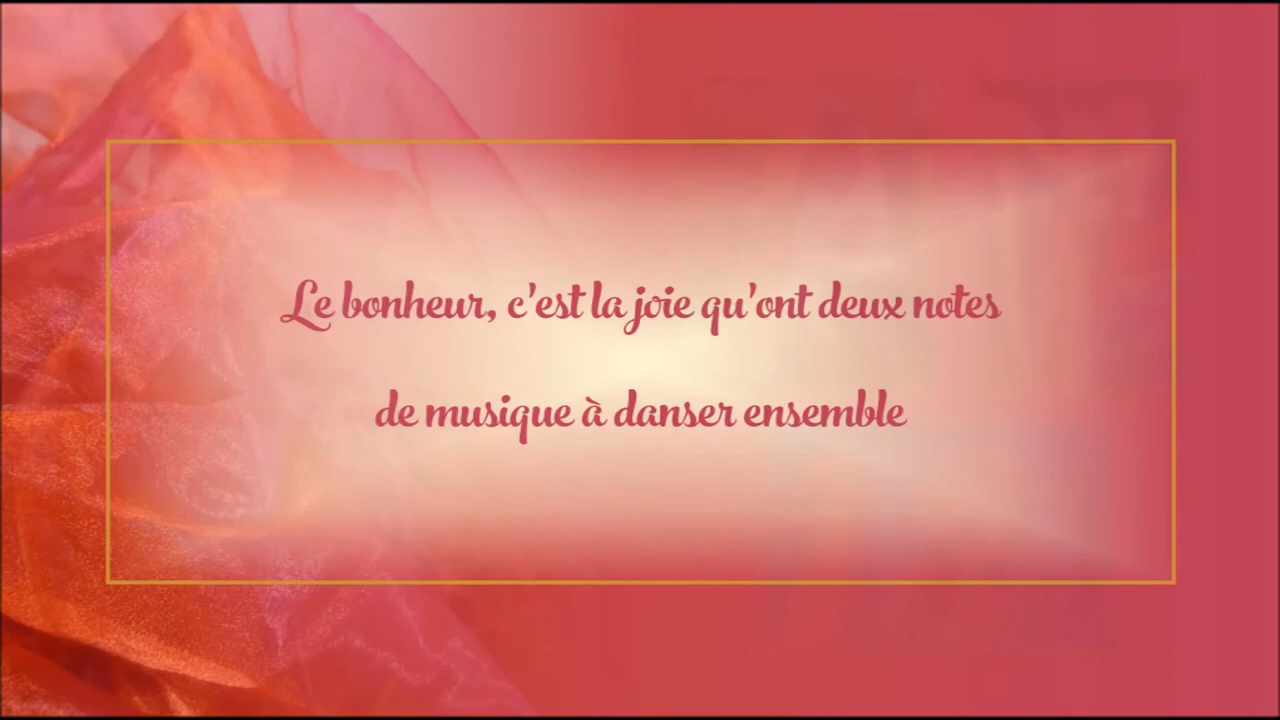 Le bonheur, c'est la joie qu'ont deux notes
de musique à danser ensemble